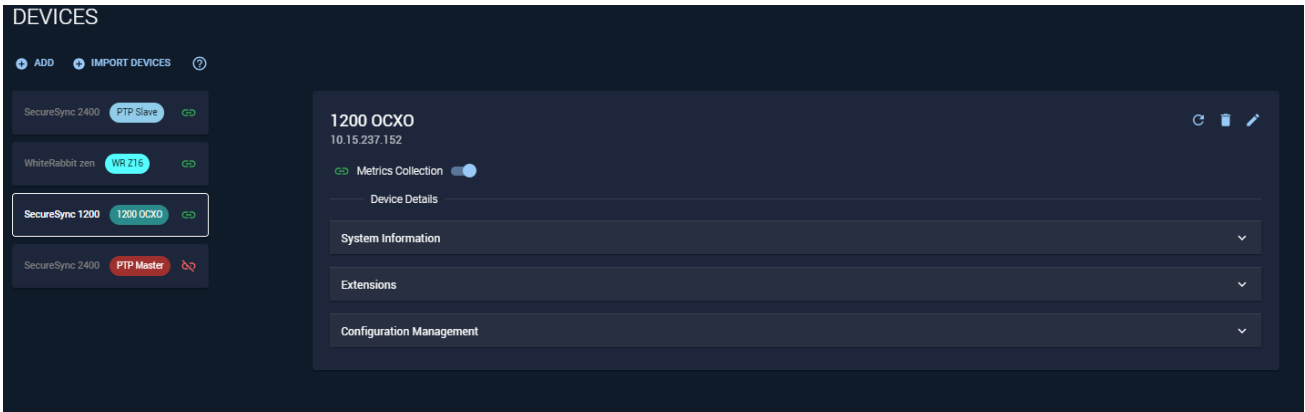 DEVICES
ADD IMPORT DEVICES
SecureSync 2400 PTP Slave
WhiteRabbit zen WR Z16
SecureSync 1200 1200 OCXO
SecureSync 2400 PTP Master
1200 OCXO
10.15.237.152
Metrics Collection
Device Details
System Information
Extensions
Configuration Management